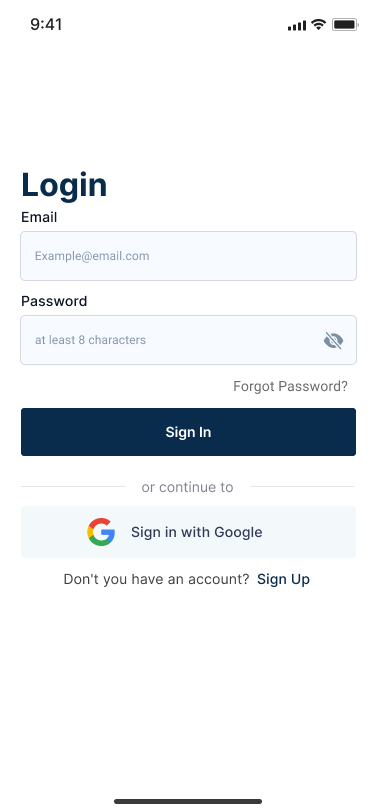 9:41
Login
Email
Example@email.com
Password
at least 8 characters
Forgot Password?
Sign In
or continue to
Sign in with Google
Don't you have an account? Sign Up